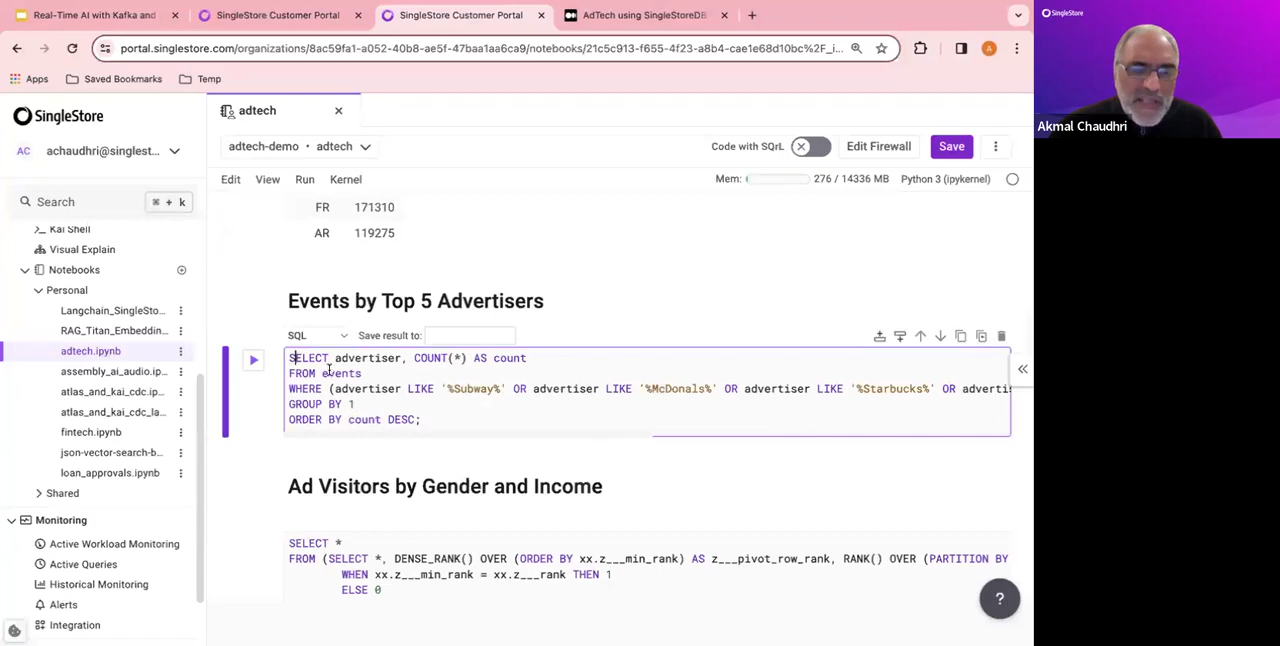 Real-Time AI with Kafka and
SingleStore Customer Portal
SingleStore Customer Portal
AdTech using SingleStoreDB
portal.singlestore.com/organizations/8ac59fa1-a052-40b8-ae5f-47baa1aa6ca9/notebooks/21c5c913-f655-4f23-a8b4-cae1e68d10bc%2F_i...
A
Apps
Saved Bookmarks
Temp
SingleStore
AC
achaudhri@singlest...
Search
⌘ + k
Kai Shell
Visual Explain
Notebooks
Personal
Langchain_SingleSto...
RAG_Titan_Embeddin...
adtech.ipynb
assembly_ai_audio.ip...
atlas_and_kai_cdc.ip...
atlas_and_kai_cdc_la...
fintech.ipynb
json-vector-search-b...
loan_approvals.ipynb
Shared
Monitoring
Active Workload Monitoring
Active Queries
Historical Monitoring
Alerts
Integration
adtech
adtech-demo • adtech
Code with SQrL
Edit Firewall
Save
Edit
View
Run
Kernel
Mem:
276 / 14336 MB
Python 3 (ipykernel)
FR 171310
AR 119275
Events by Top 5 Advertisers
SQL
Save result to:
SELECT advertiser, COUNT(*) AS count
FROM events
WHERE (advertiser LIKE '%Subway%' OR advertiser LIKE '%McDonals%' OR advertiser LIKE '%Starbucks%' OR advertis
GROUP BY 1
ORDER BY count DESC;
Ad Visitors by Gender and Income
SELECT *
FROM (SELECT *, DENSE_RANK() OVER (ORDER BY xx.z___min_rank) AS z___pivot_row_rank, RANK() OVER (PARTITION BY
WHEN xx.z___min_rank = xx.z___rank THEN 1
ELSE 0
?
SingleStore
Akmal Chaudhri